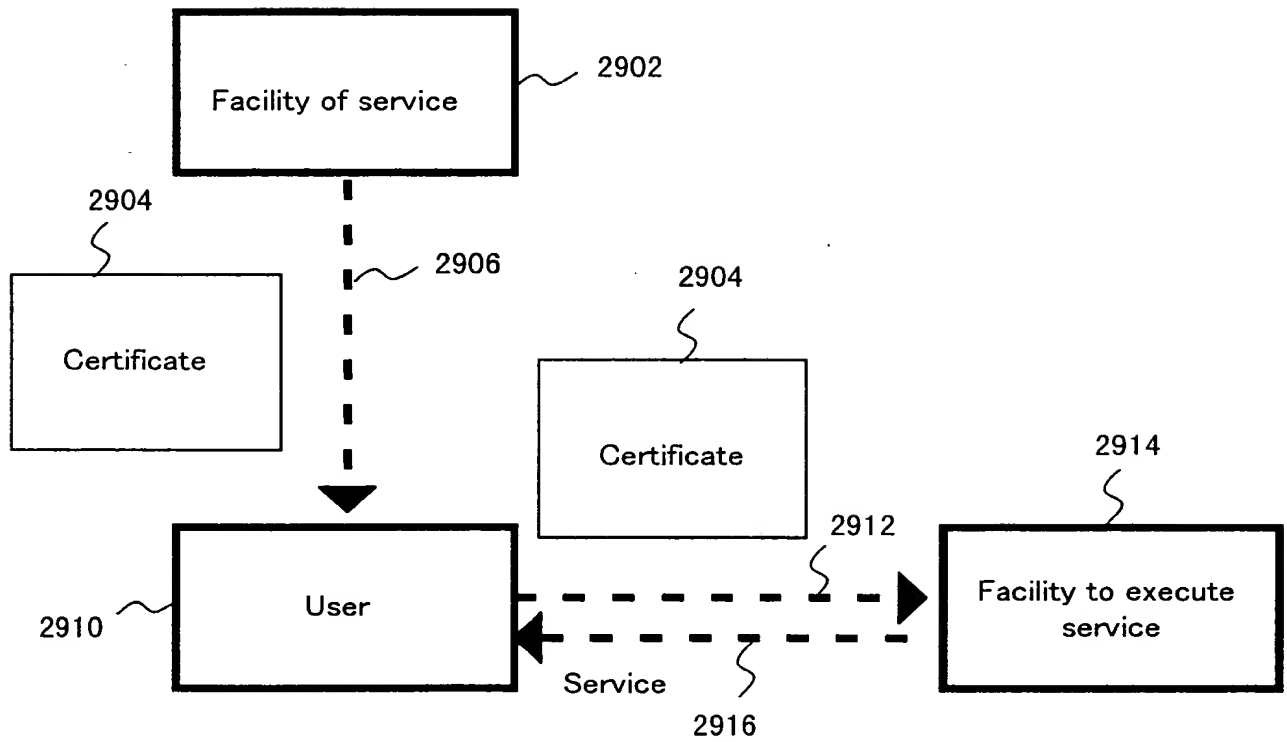 2902
Facility of service
2904
2906
2904
Certificate
Certificate
2914
2912
User
Facility to execute
service
2910
Service
2916